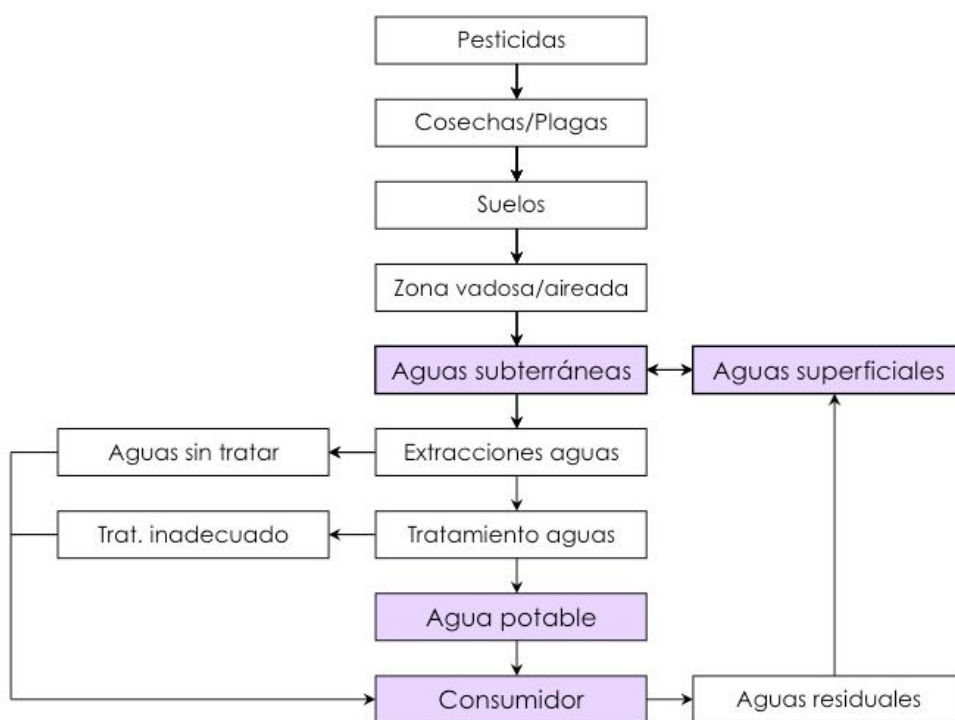 Pesticidas
Cosechas/Plagas
Suelos
Zona vadosa/aireada
Aguas subterráneas
Aguas superficiales
Aguas sin tratar
Extracciones aguas
Trat. inadecuado
Tratamiento aguas
Agua potable
Consumidor
Aguas residuales